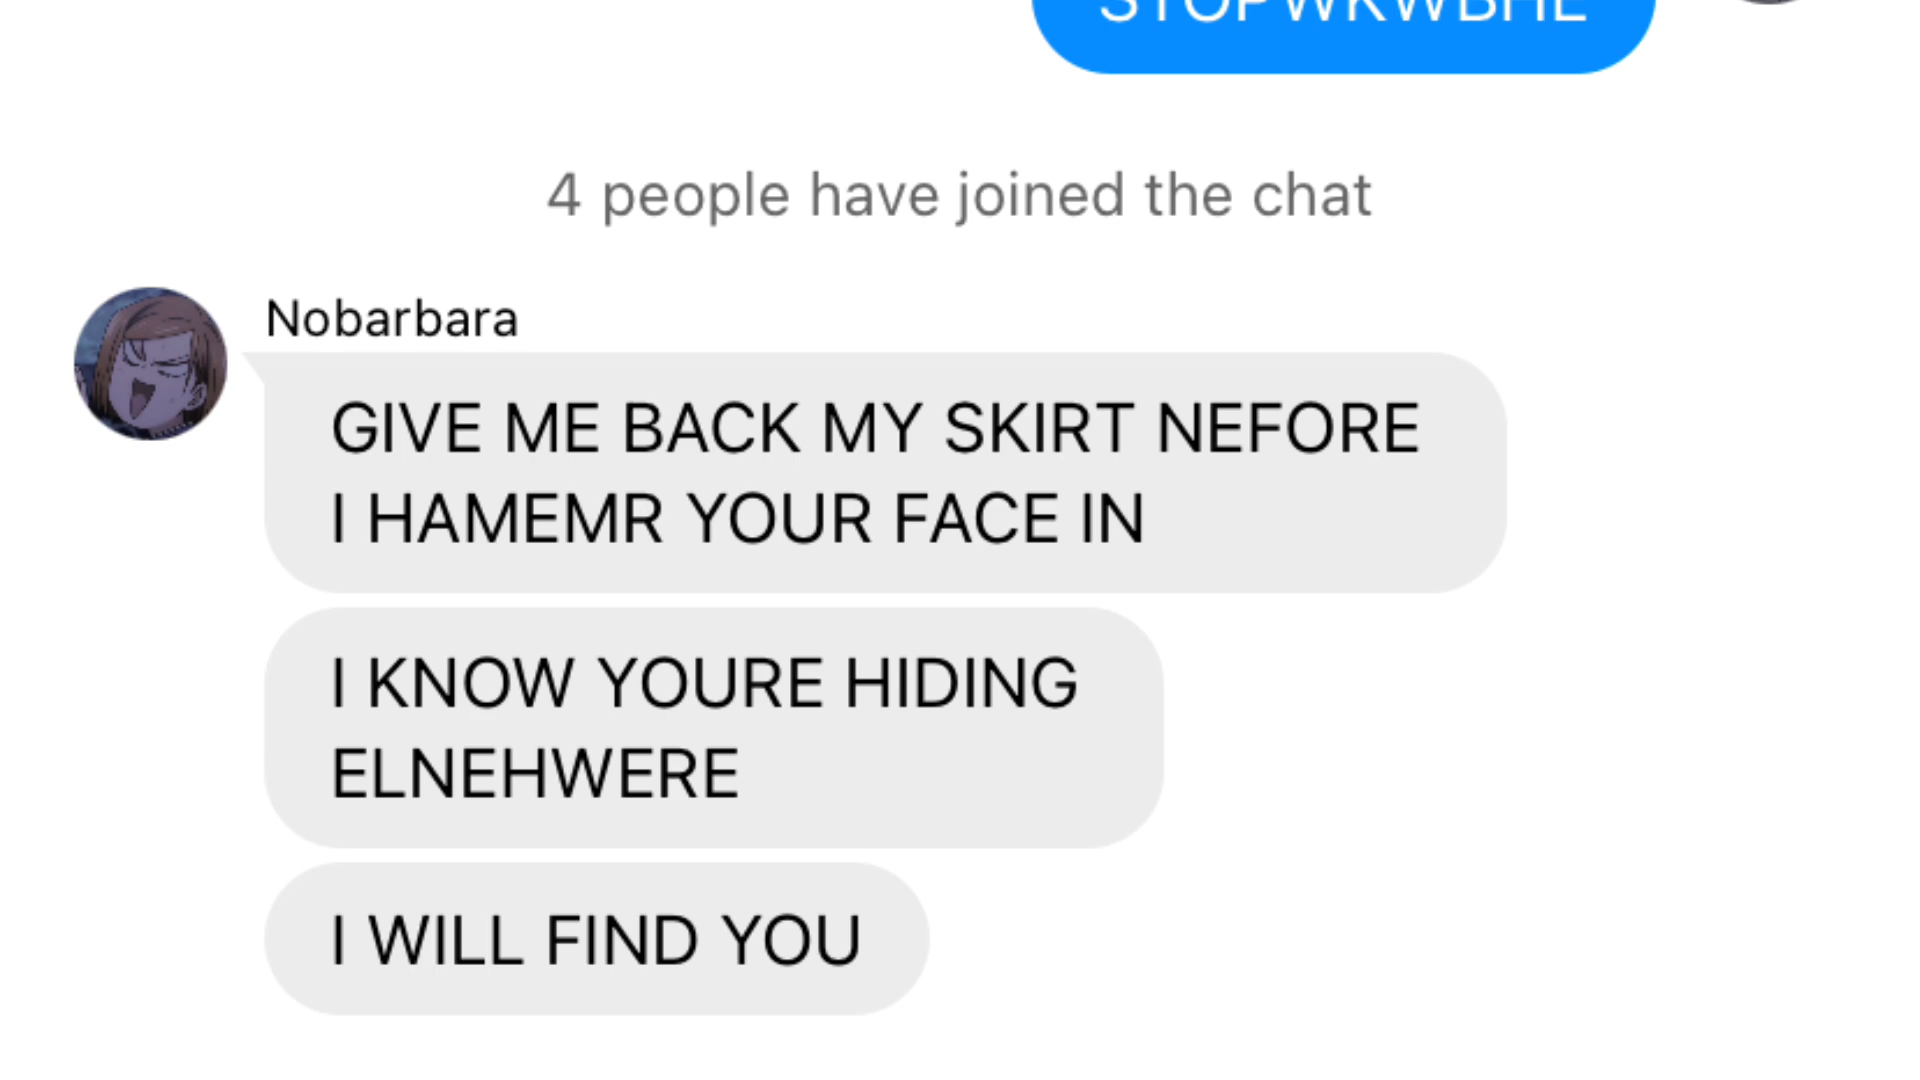 STOPWKWBHE
4 people have joined the chat
Nobarbara
GIVE ME BACK MY SKIRT NEFORE
I HAMEMR YOUR FACE IN
I KNOW YOURE HIDING
ELNEHWERE
I WILL FIND YOU